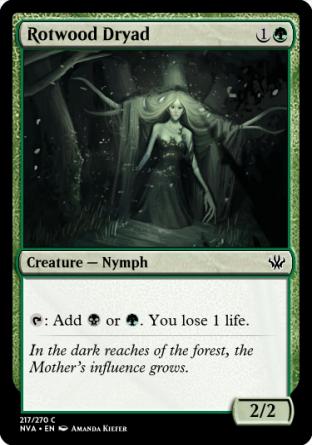 Rotwood Dryad 1
Creature — Nymph
: Add or . You lose 1 life.
In the dark reaches of the forest, the
Mother's influence grows.
2/2
217/270 C
NVA • EN Amanda Kiefer